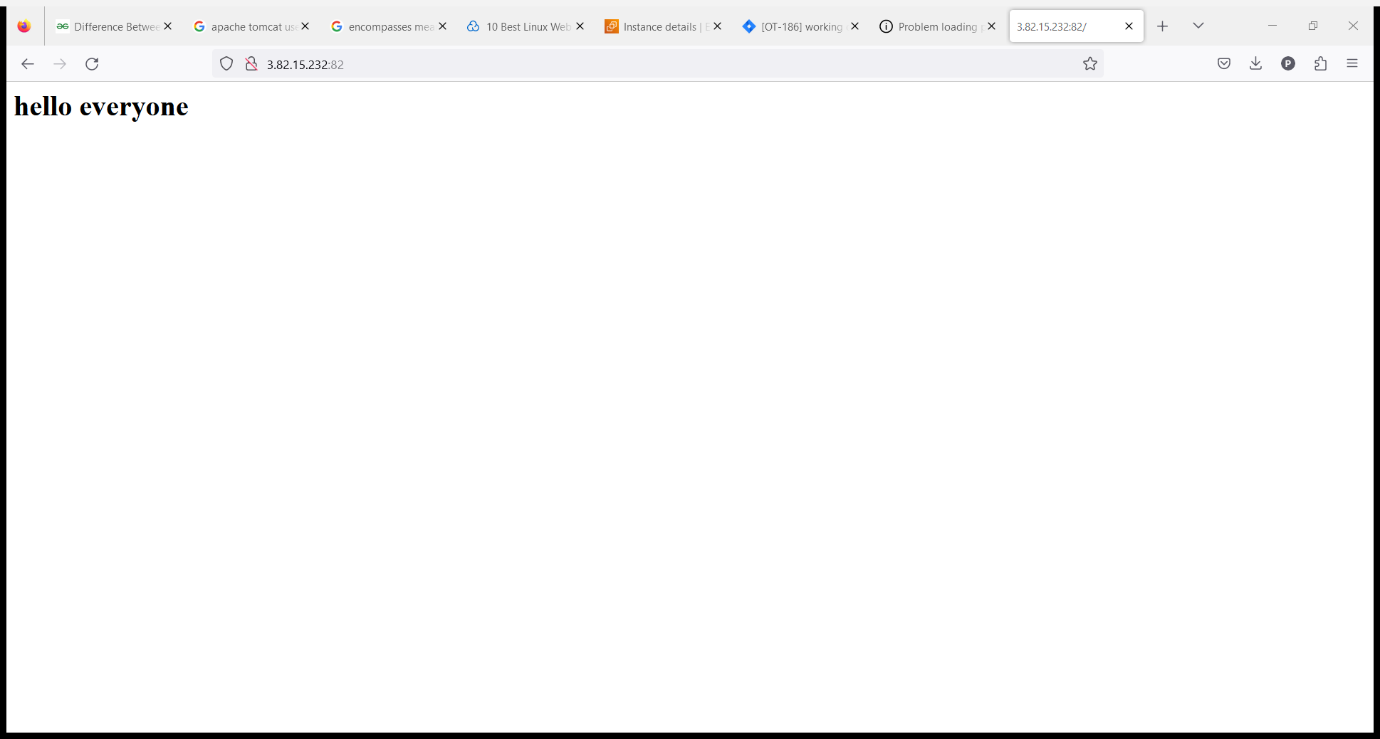 Difference Betwee
apache tomcat us
encompasses mea
10 Best Linux Web
Instance details | E
[OT-186] working
Problem loading p
3.82.15.232:82/
3.82.15.232:82
P
hello everyone